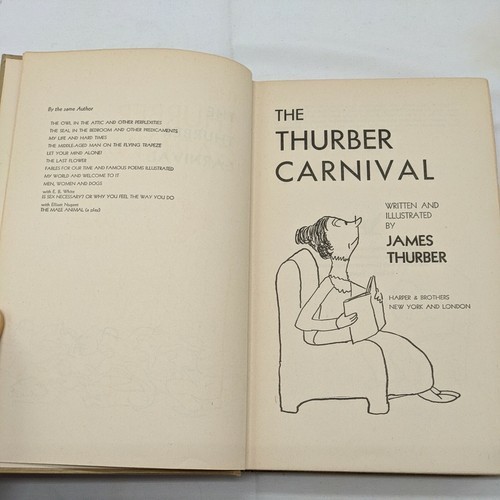 By the same Author
THE OWL IN THE ATTIC AND OTHER PERPLEXITIES
THE SEAL IN THE BEDROOM AND OTHER PREDICAMENTS
MY LIFE AND HARD TIMES
THE MIDDLE-AGED MAN ON THE FLYING TRAPEZE
LET YOUR MIND ALONE!
THE LAST FLOWER
FABLES FOR OUR TIME AND FAMOUS POEMS ILLUSTRATED
MY WORLD AND WELCOME TO IT
MEN, WOMEN AND DOGS
with E. B. White
IS SEX NECESSARY? OR WHY YOU FEEL THE WAY YOU DO
with Elliott Nugent
THE MALE ANIMAL (a play)
THE
THURBER
CARNIVAL
WRITTEN AND
ILLUSTRATED
BY
JAMES
THURBER
HARPER & BROTHERS
NEW YORK AND LONDON